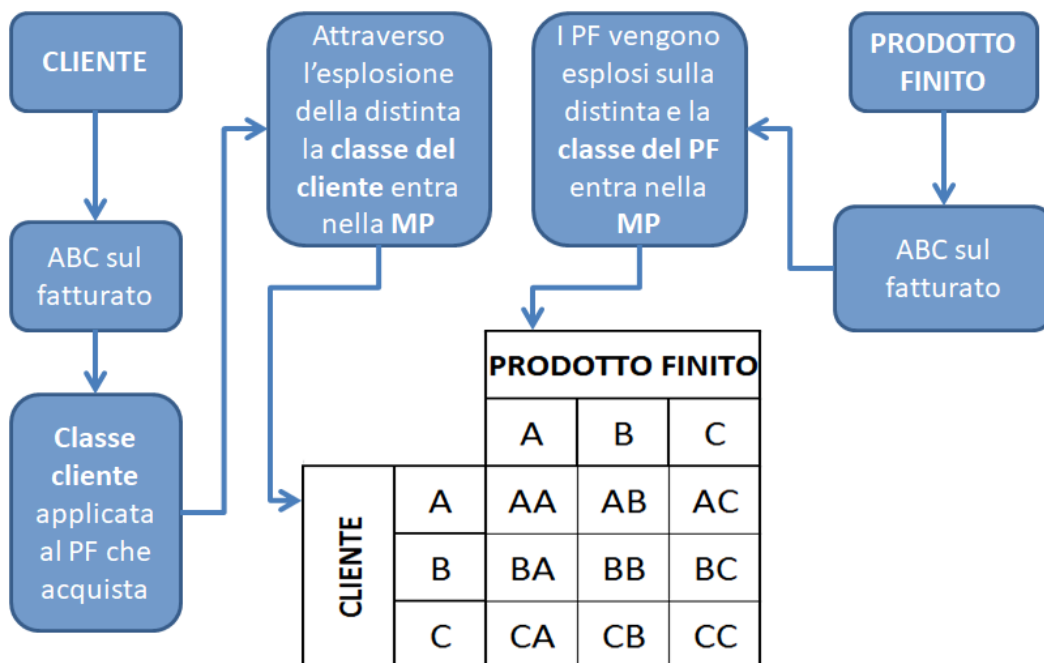 CLIENTE
ABC sul
fatturato
Classe
cliente
applicata
al PF che
acquista
Attraverso
l'esplosione
della distinta
la classe del
cliente entra
nella MP
I PF vengono
esplosi sulla
distinta e la
classe del PF
entra nella
MP
PRODOTTO
FINITO
ABC sul
fatturato
PRODOTTO FINITO
A B C
CLIENTE
A AA AB AC
B BA BB BC
C CA CB CC